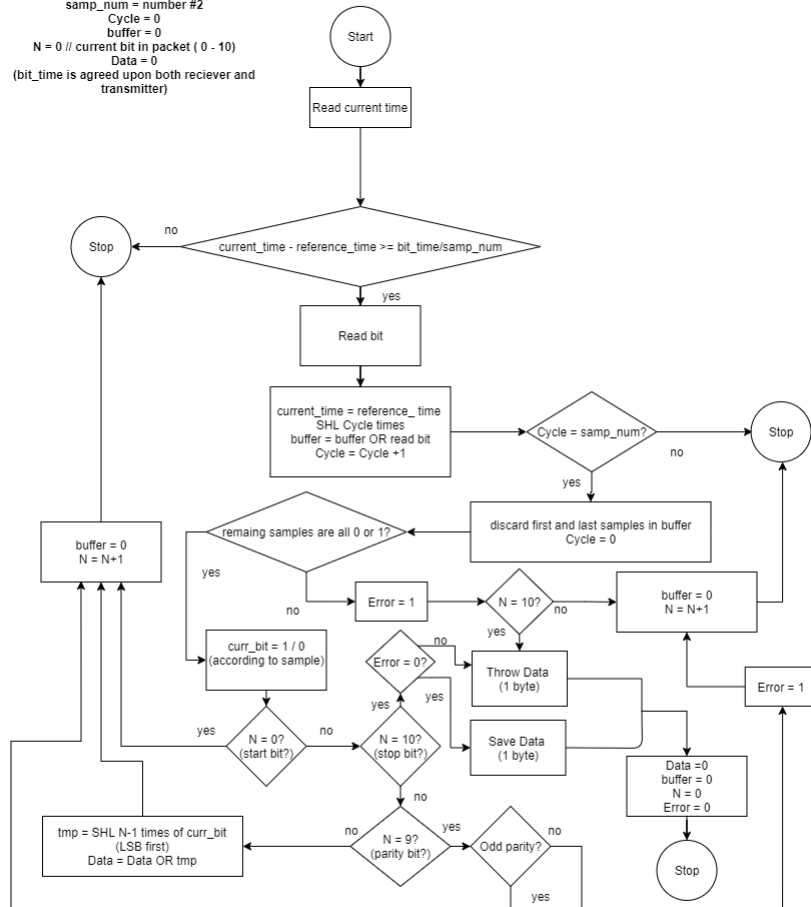 samp_num = number #2
Cycle = 0
buffer = 0
N = 0 // current bit in packet ( 0 - 10)
Data = 0
(bit_time is agreed upon both reciever and
transmitter)
Start
Read current time
no
Stop
current_time - reference_time >= bit_time/samp_num
yes
Read bit
current_time = reference_ time
SHL Cycle times
buffer = buffer OR read bit
Cycle = Cycle +1
Cycle = samp_num?
no
Stop
yes
discard first and last samples in buffer
Cycle = 0
remaing samples are all 0 or 1?
yes
no
buffer = 0
N = N+1
Error = 1
N = 10?
no
yes
buffer = 0
N = N+1
curr_bit = 1 / 0
(according to sample)
Error = 0?
no
yes
yes
Throw Data
(1 byte)
Error = 1
Save Data
(1 byte)
yes
N = 0?
(start bit?)
no
N = 10?
(stop bit?)
no
Data =0
buffer = 0
N = 0
Error = 0
Stop
tmp = SHL N-1 times of curr_bit
(LSB first)
Data = Data OR tmp
no
N = 9?
(parity bit?)
yes
Odd parity?
no
yes